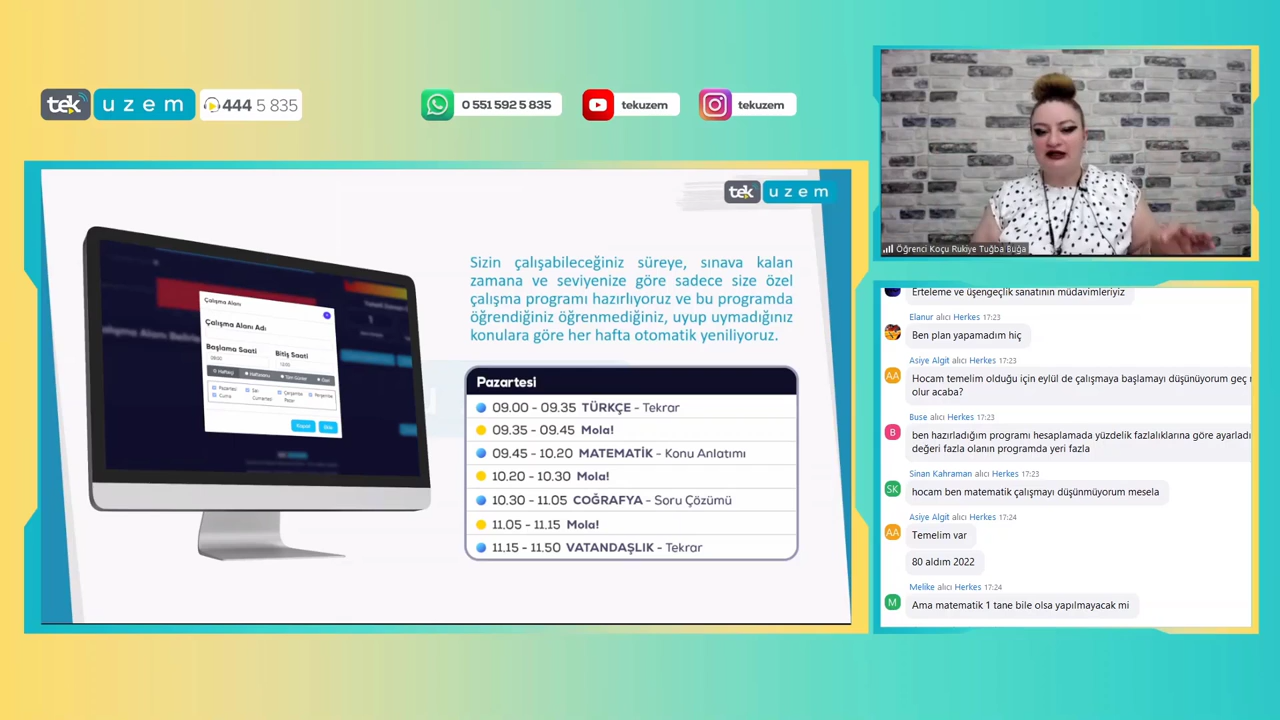 tek uzem 444 5 835
0 551 592 5 835
tekuzem
tekuzem
tek uzem
Sizin çalışabileceğiniz süreye, sınava kalan
zamana ve seviyenize göre sadece size özel
çalışma programı hazırlıyoruz ve bu programda
öğrendiğiniz öğrenmediğiniz, uyup uymadığınız
konulara göre her hafta otomatik yeniliyoruz.
Çalışma Alanı
Çalışma Alanı Adı
Başlama Saati
Bitiş Saati
Pazartesi
09.00 - 09.35 TÜRKÇE - Tekrar
09.35 - 09.45 Mola!
09.45 - 10.20 MATEMATİK - Konu Anlatımı
10.20 - 10.30 Mola!
10.30 - 11.05 COĞRAFYA - Soru Çözümü
11.05 - 11.15 Mola!
11.15 - 11.50 VATANDAŞLIK - Tekrar
Öğrenci Koçu Rukiye Tuğba Buğa
Erteleme ve üşengeçlik sanatının müdavimleriyiz
Elanur alıcı Herkes 17:23
Ben plan yapamadım hiç
Asiye Algit alıcı Herkes 17:23
AA
Hocam temelim olduğu için eylül de çalışmaya başlamayı düşünüyorum geç
olur acaba?
Buse alıcı Herkes 17:23
B
ben hazırladığım programı hesaplamada yüzdelik fazlalıklarına göre ayarladı
değeri fazla olanın programda yeri fazla
Sinan Kahraman alıcı Herkes 17:23
SK
hocam ben matematik çalışmayı düşünmüyorum mesela
Asiye Algit alıcı Herkes 17:24
AA
Temelim var
80 aldım 2022
Melike alıcı Herkes 17:24
M
Ama matematik 1 tane bile olsa yapılmayacak mi